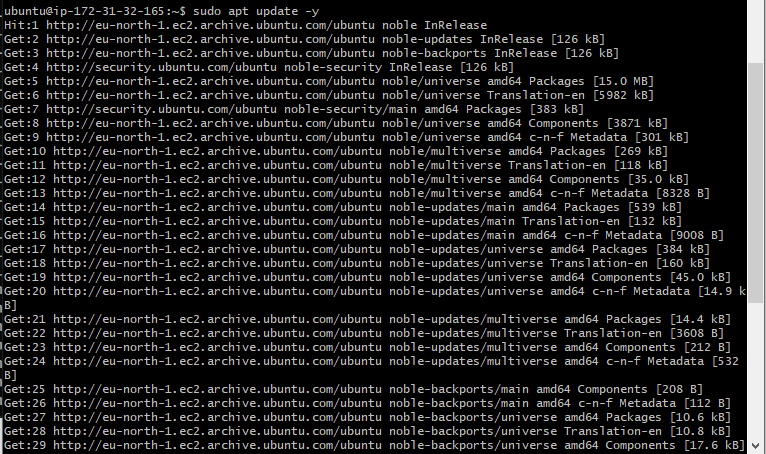 ubuntu@ip-172-31-32-165:~$ sudo apt update -y
Hit:1 http://eu-north-1.ec2.archive.ubuntu.com/ubuntu noble InRelease
Get:2 http://eu-north-1.ec2.archive.ubuntu.com/ubuntu noble-updates InRelease [126 kB]
Get:3 http://eu-north-1.ec2.archive.ubuntu.com/ubuntu noble-backports InRelease [126 kB]
Get:4 http://security.ubuntu.com/ubuntu noble-security InRelease [126 kB]
Get:5 http://eu-north-1.ec2.archive.ubuntu.com/ubuntu noble/universe amd64 Packages [15.0 MB]
Get:6 http://eu-north-1.ec2.archive.ubuntu.com/ubuntu noble/universe Translation-en [5982 kB]
Get:7 http://security.ubuntu.com/ubuntu noble-security/main amd64 Packages [383 kB]
Get:8 http://eu-north-1.ec2.archive.ubuntu.com/ubuntu noble/universe amd64 Components [3871 kB]
Get:9 http://eu-north-1.ec2.archive.ubuntu.com/ubuntu noble/universe amd64 c-n-f Metadata [301 kB]
Get:10 http://eu-north-1.ec2.archive.ubuntu.com/ubuntu noble/multiverse amd64 Packages [269 kB]
Get:11 http://eu-north-1.ec2.archive.ubuntu.com/ubuntu noble/multiverse Translation-en [118 kB]
Get:12 http://eu-north-1.ec2.archive.ubuntu.com/ubuntu noble/multiverse amd64 Components [35.0 kB]
Get:13 http://eu-north-1.ec2.archive.ubuntu.com/ubuntu noble/multiverse amd64 c-n-f Metadata [8328 B]
Get:14 http://eu-north-1.ec2.archive.ubuntu.com/ubuntu noble-updates/main amd64 Packages [539 kB]
Get:15 http://eu-north-1.ec2.archive.ubuntu.com/ubuntu noble-updates/main Translation-en [132 kB]
Get:16 http://eu-north-1.ec2.archive.ubuntu.com/ubuntu noble-updates/main amd64 c-n-f Metadata [9008 B]
Get:17 http://eu-north-1.ec2.archive.ubuntu.com/ubuntu noble-updates/universe amd64 Packages [384 kB]
Get:18 http://eu-north-1.ec2.archive.ubuntu.com/ubuntu noble-updates/universe Translation-en [160 kB]
Get:19 http://eu-north-1.ec2.archive.ubuntu.com/ubuntu noble-updates/universe amd64 Components [45.0 kB]
Get:20 http://eu-north-1.ec2.archive.ubuntu.com/ubuntu noble-updates/universe amd64 c-n-f Metadata [14.9 k
B]
Get:21 http://eu-north-1.ec2.archive.ubuntu.com/ubuntu noble-updates/multiverse amd64 Packages [14.4 kB]
Get:22 http://eu-north-1.ec2.archive.ubuntu.com/ubuntu noble-updates/multiverse Translation-en [3608 B]
Get:23 http://eu-north-1.ec2.archive.ubuntu.com/ubuntu noble-updates/multiverse amd64 Components [212 B]
Get:24 http://eu-north-1.ec2.archive.ubuntu.com/ubuntu noble-updates/multiverse amd64 c-n-f Metadata [532
B]
Get:25 http://eu-north-1.ec2.archive.ubuntu.com/ubuntu noble-backports/main amd64 Components [208 B]
Get:26 http://eu-north-1.ec2.archive.ubuntu.com/ubuntu noble-backports/main amd64 c-n-f Metadata [112 B]
Get:27 http://eu-north-1.ec2.archive.ubuntu.com/ubuntu noble-backports/universe amd64 Packages [10.6 kB]
Get:28 http://eu-north-1.ec2.archive.ubuntu.com/ubuntu noble-backports/universe Translation-en [10.8 kB]
Get:29 http://eu-north-1.ec2.archive.ubuntu.com/ubuntu noble-backports/universe amd64 Components [17.6 kB]